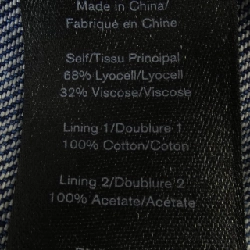 Made in China/
Fabriqué en Chine
Self/Tissu Principal
68% Lyocell/Lyocell
32% Viscose/Viscose
Lining 1/Doublure 1
100% Cotton/Coton
Lining 2/Doublure 2
100% Acetate/Acétate